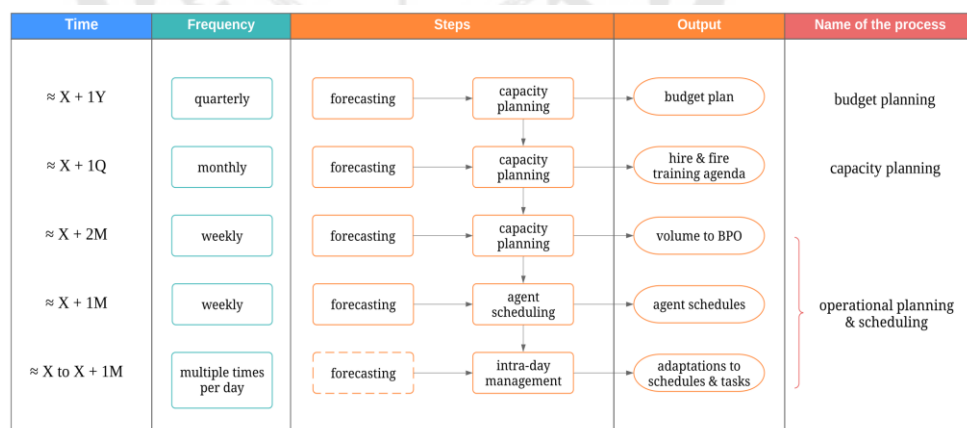 Time Frequency Steps Output Name of the process
≈ X + 1Y quarterly forecasting capacity planning budget plan budget planning
≈ X + 1Q monthly forecasting capacity planning hire & fire training agenda capacity planning
≈ X + 2M weekly forecasting capacity planning volume to BPO
≈ X + 1M weekly forecasting agent scheduling agent schedules operational planning & scheduling
≈ X to X + 1M multiple times per day forecasting intra-day management adaptations to schedules & tasks